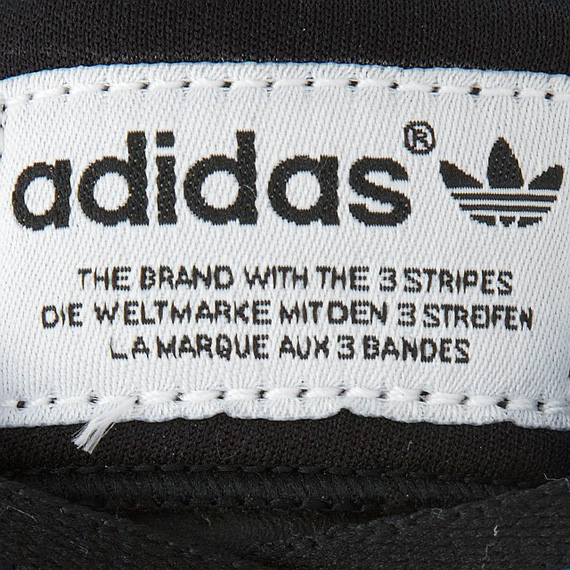 adidas®
THE BRAND WITH THE 3 STRIPES
DIE WELTMARKE MIT DEN 3 STREIFEN
LA MARQUE AUX 3 BANDES